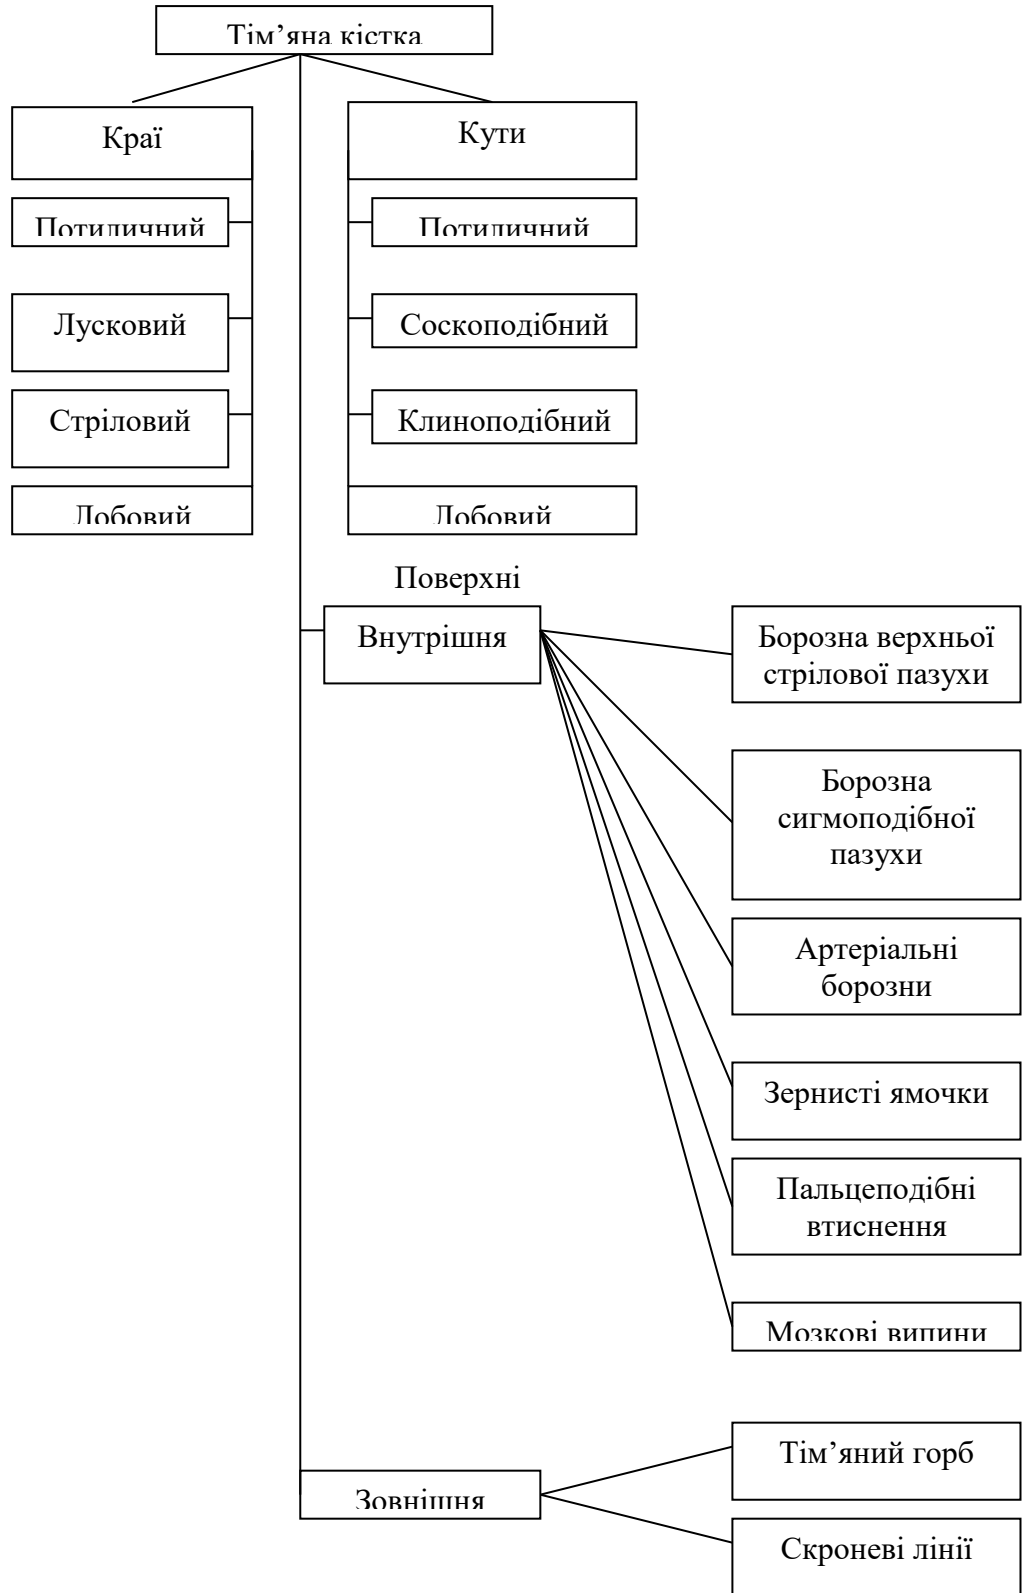 Тім’яна кістка
Краї
Потиличний
Лусковий
Стріловий
Лобовий
Кути
Потиличний
Соскоподібний
Клиноподібний
Лобовий
Поверхні
Внутрішня
Борозна верхньої
стрілової пазухи
Борозна
сигмоподібної
пазухи
Артеріальні
борозни
Зернисті ямочки
Пальцеподібні
втиснення
Мозкові випини
Зовнішня
Тім’яний горб
Скроневі лінії